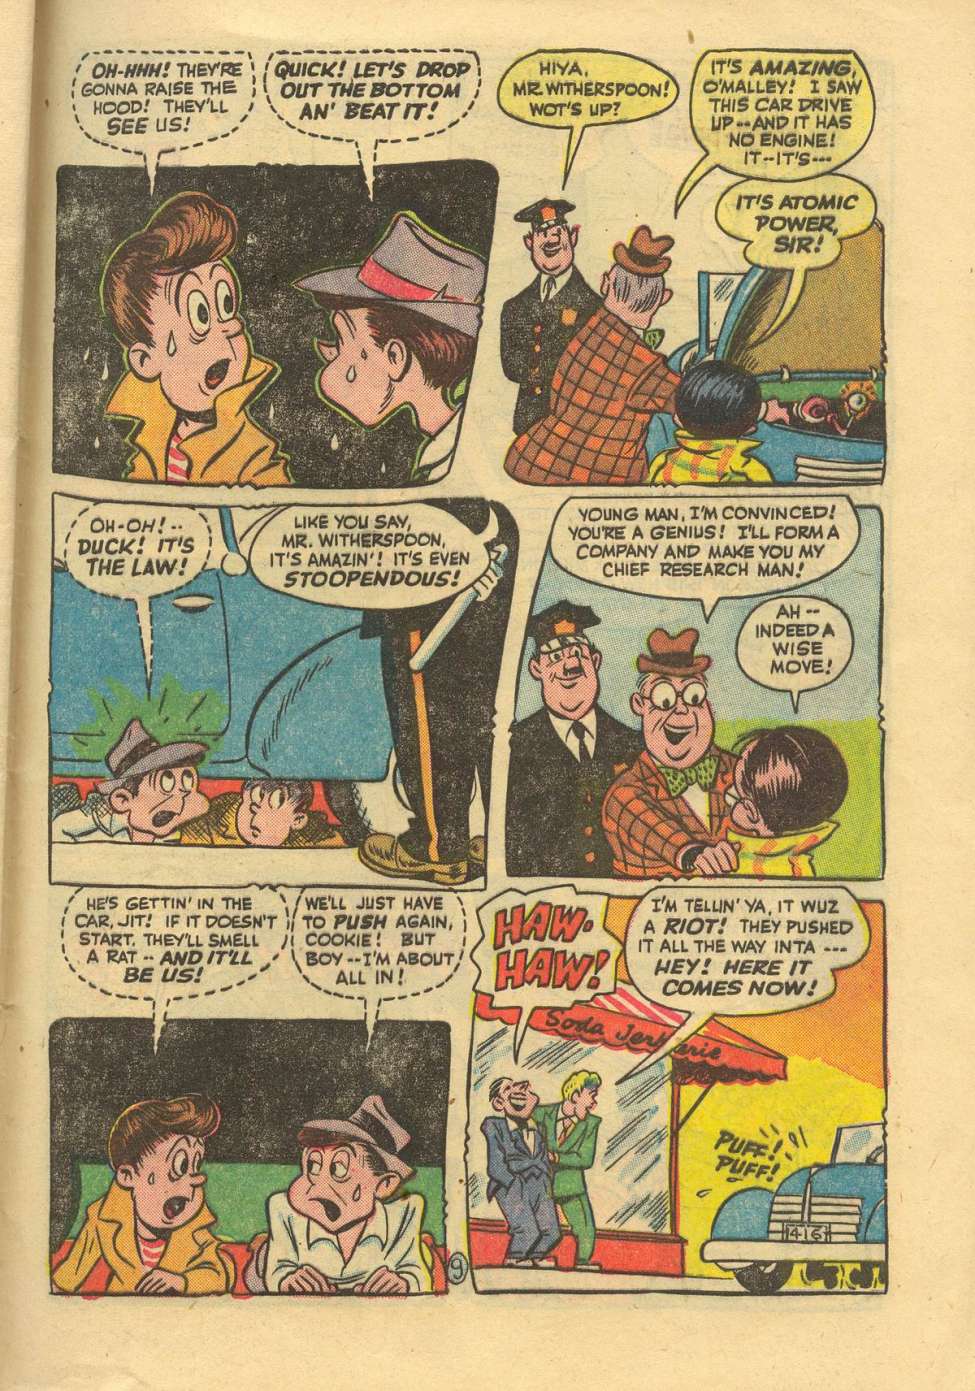 OH-HHH! THEY'RE
GONNA RAISE THE
HOOD! THEY'LL
SEE US!
QUICK! LET'S DROP
OUT THE BOTTOM
AN' BEAT IT!
HIYA,
MR. WITHERSPOON!
WOT'S UP?
IT'S AMAZING,
O'MALLEY! I SAW
THIS CAR DRIVE
UP--AND IT HAS
NO ENGINE!
IT--IT'S---
IT'S ATOMIC
POWER,
SIR!
OH-OH!--
DUCK! IT'S
THE LAW!
LIKE YOU SAY,
MR. WITHERSPOON,
IT'S AMAZIN'! IT'S EVEN
STOOPENDOUS!
YOUNG MAN, I'M CONVINCED!
YOU'RE A GENIUS! I'LL FORM A
COMPANY AND MAKE YOU MY
CHIEF RESEARCH MAN!
AH --
INDEED A
WISE
MOVE!
HE'S GETTIN' IN THE
CAR, JIT! IF IT DOESN'T
START, THEY'LL SMELL
A RAT -- AND IT'LL
BE US!
WE'LL JUST HAVE
TO PUSH AGAIN,
COOKIE! BUT
BOY--I'M ABOUT
ALL IN!
9
HAW-
HAW!
I'M TELLIN' YA, IT WUZ
A RIOT! THEY PUSHED
IT ALL THE WAY INTA ---
HEY! HERE IT
COMES NOW!
Soda Jerkerie
PUFF!
PUFF!
416